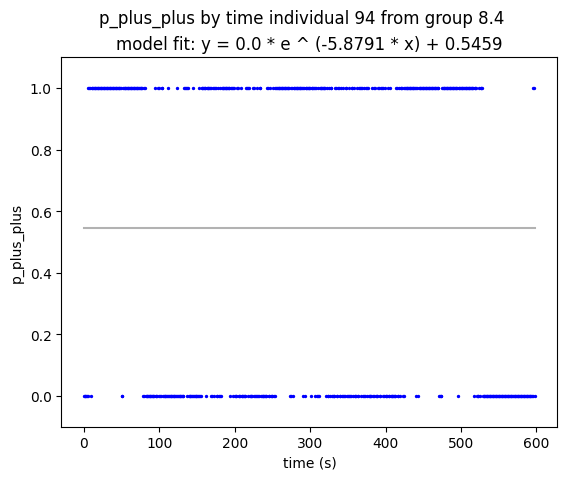 p_plus_plus by time individual 94 from group 8.4
model fit: y = 0.0 * e ^ (-5.8791 * x) + 0.5459
1.0
0.8
0.6
0.4
0.2
0.0
p_plus_plus
0 100 200 300 400 500 600
time (s)